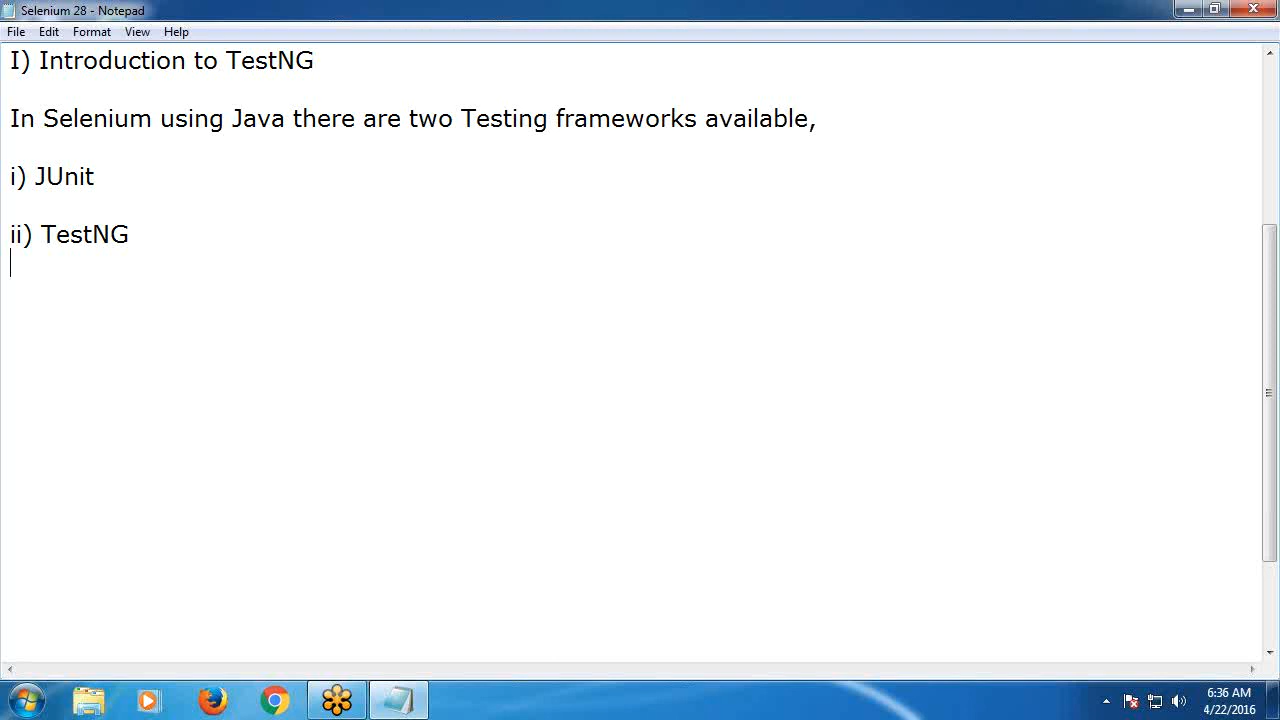 Selenium 28 - Notepad
File Edit Format View Help
I) Introduction to TestNG
In Selenium using Java there are two Testing frameworks available,
i) JUnit
ii) TestNG
6:36 AM
4/22/2016